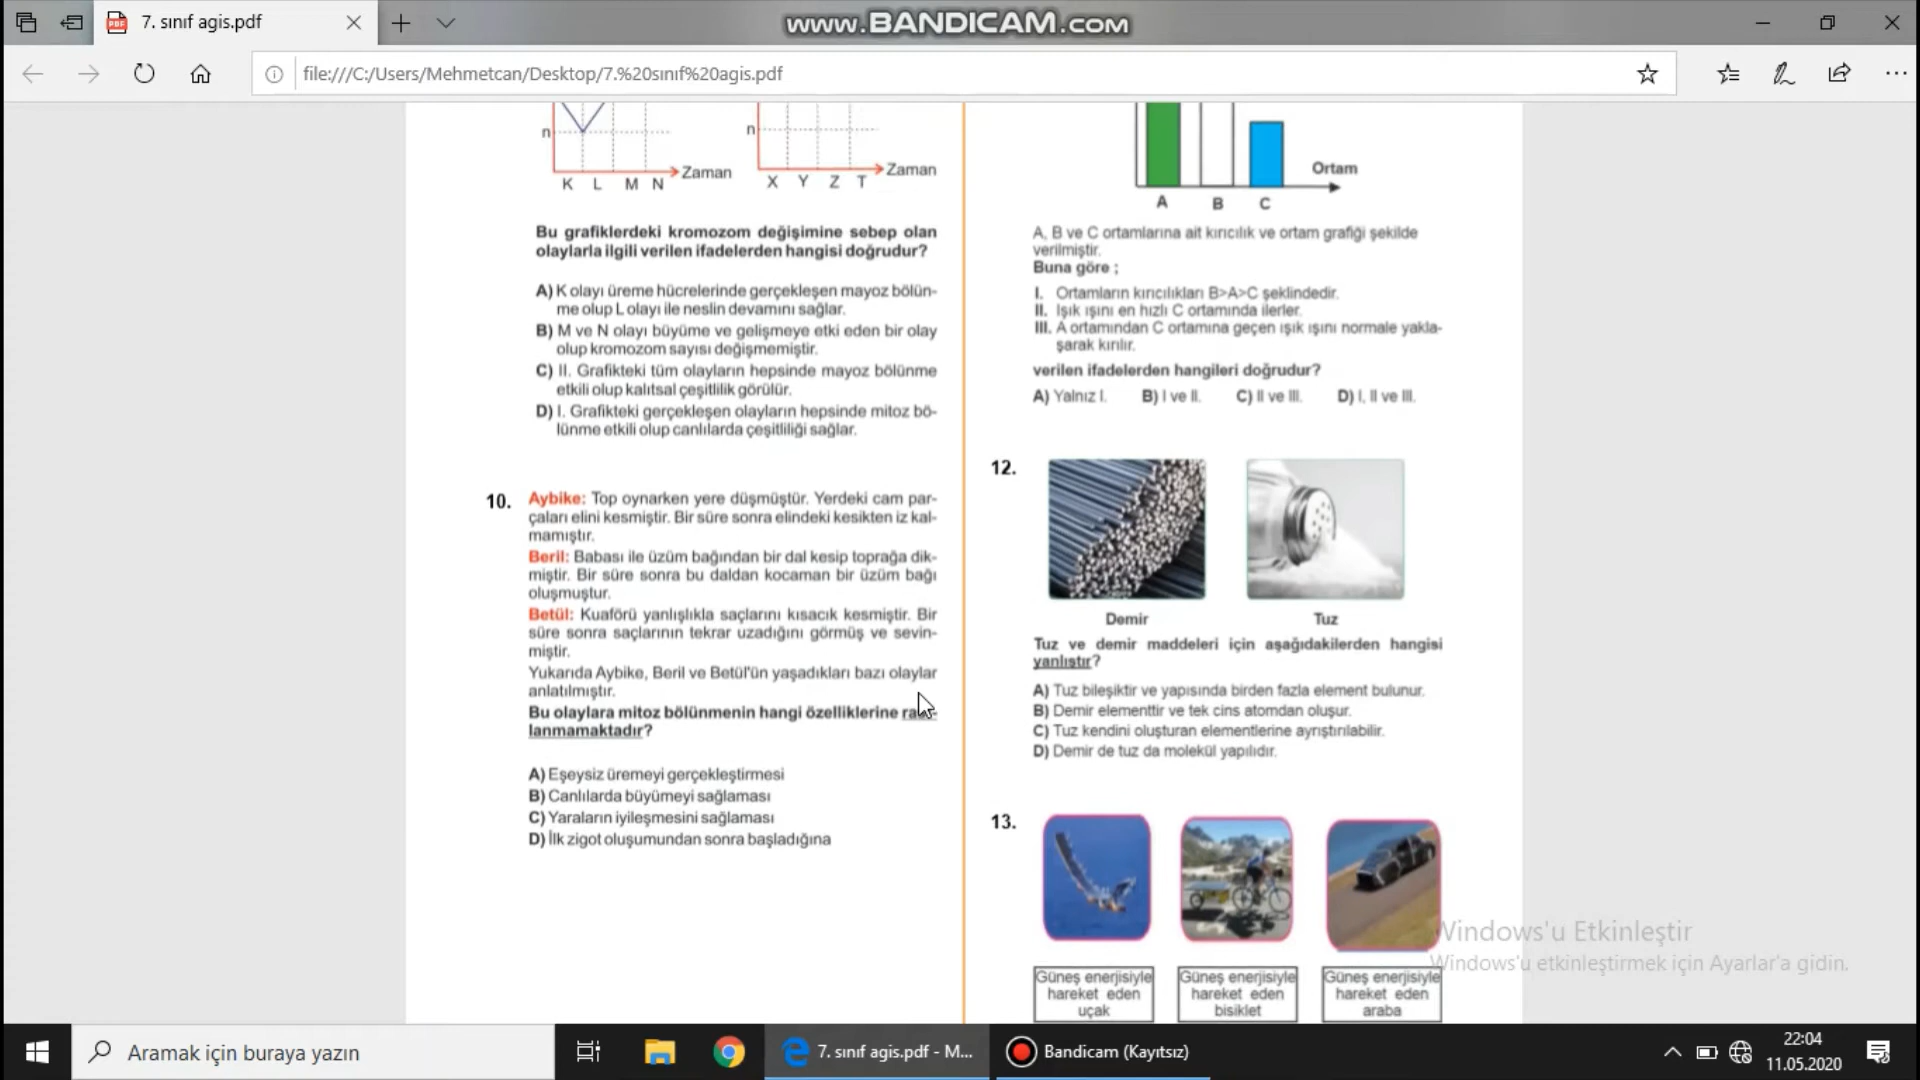 7. sınıf agis.pdf
www.BANDICAM.com
file:///C:/Users/Mehmetcan/Desktop/7.%20sınıf%20agis.pdf
n
Zaman
K L M N
n
Zaman
X Y Z T
Bu grafiklerdeki kromozom değişimine sebep olan
olaylarla ilgili verilen ifadelerden hangisi doğrudur?
A) K olayı üreme hücrelerinde gerçekleşen mayoz bölün-
me olup L olayı ile neslin devamını sağlar.
B) M ve N olayı büyüme ve gelişmeye etki eden bir olay
olup kromozom sayısı değişmemiştir.
C) II. Grafikteki tüm olayların hepsinde mayoz bölünme
etkili olup kalıtsal çeşitlilik görülür.
D) I. Grafikteki gerçekleşen olayların hepsinde mitoz bö-
lünme etkili olup canlılarda çeşitliliği sağlar.
10. Aybike: Top oynarken yere düşmüştür. Yerdeki cam par-
çaları elini kesmiştir. Bir süre sonra elindeki kesikten iz kal-
mamıştır.
Beril: Babası ile üzüm bağından bir dal kesip toprağa dik-
miştir. Bir süre sonra bu daldan kocaman bir üzüm bağı
oluşmuştur.
Betül: Kuaförü yanlışlıkla saçlarını kısacık kesmiştir. Bir
süre sonra saçlarının tekrar uzadığını görmüş ve sevin-
miştir.
Yukarıda Aybike, Beril ve Betül'ün yaşadıkları bazı olaylar
anlatılmıştır.
Bu olaylara mitoz bölünmenin hangi özelliklerine
lanmamaktadır?
A) Eşeysiz üremeyi gerçekleştirmesi
B) Canlılarda büyümeyi sağlaması
C) Yaraların iyileşmesini sağlaması
D) İlk zigot oluşumundan sonra başladığına
Ortam
A B C
A, B ve C ortamlarına ait kırıcılık ve ortam grafiği şekilde
verilmiştir.
Buna göre ;
I. Ortamların kırıcılıkları B>A>C şeklindedir.
II. Işık ışını en hızlı C ortamında ilerler.
III. A ortamından C ortamına geçen ışık ışını normale yakla-
şarak kırılır.
verilen ifadelerden hangileri doğrudur?
A) Yalnız I. B) I ve II. C) II ve III. D) I, II ve III.
12.
Demir Tuz
Tuz ve demir maddeleri için aşağıdakilerden hangisi
yanlıştır?
A) Tuz bileşiktir ve yapısında birden fazla element bulunur.
B) Demir elementtir ve tek cins atomdan oluşur.
C) Tuz kendini oluşturan elementlerine ayrıştırılabilir.
D) Demir de tuz da molekül yapılıdır.
13.
Güneş enerjisiyle
hareket eden
uçak
Güneş enerjisiyle
hareket eden
bisiklet
Güneş enerjisiyle
hareket eden
araba
Windows'u Etkinleştir
Windows'u etkinleştirmek için Ayarlar'a gidin.
Aramak için buraya yazın
7. sınıf agis.pdf - M...
Bandicam (Kayıtsız)
22:04
11.05.2020